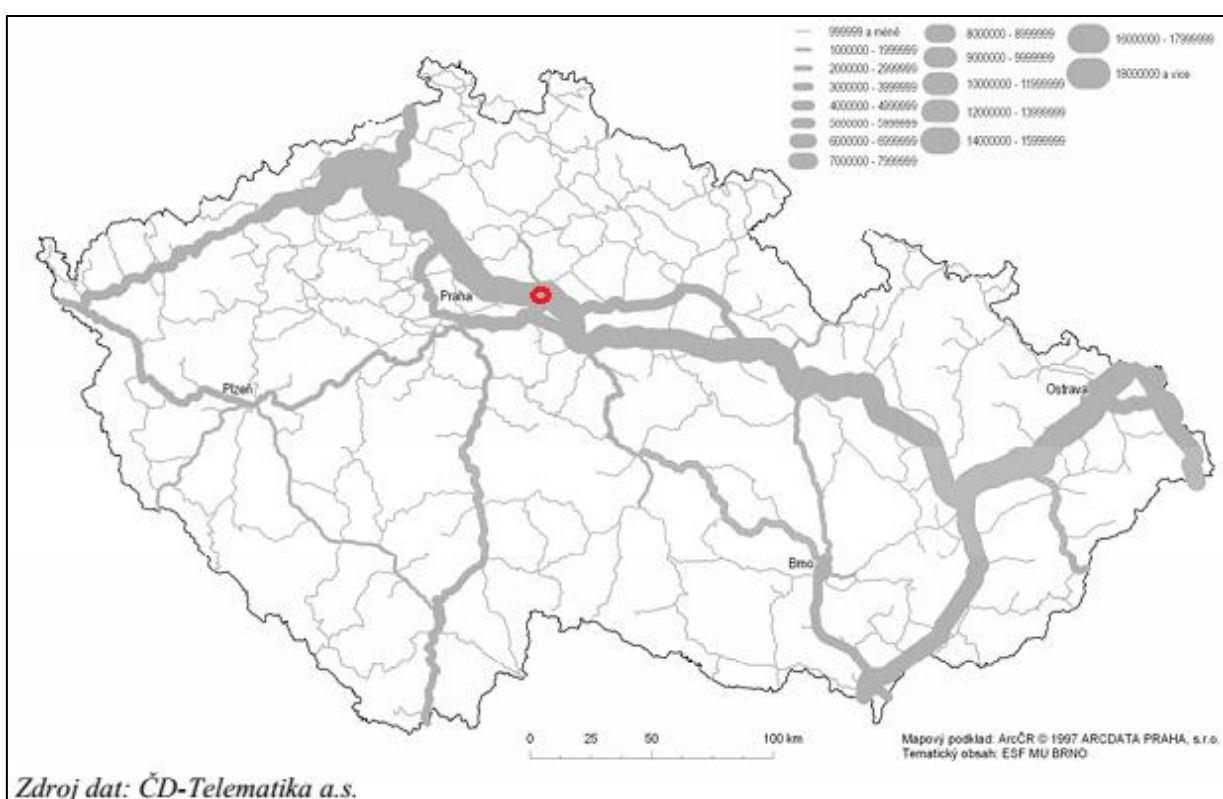 999999 a méně
1000000 - 1999999
2000000 - 2999999
3000000 - 3999999
4000000 - 4999999
5000000 - 5999999
6000000 - 6999999
7000000 - 7999999
8000000 - 8999999
9000000 - 9999999
10000000 - 11999999
12000000 - 13999999
14000000 - 15999999
16000000 - 17999999
18000000 a více
Praha
Plzeň
Ostrava
Brno
0 25 50 100 km
Mapový podklad: ArcČR © 1997 ARCDATA PRAHA, s.r.o.
Tematický obsah: ESF MU BRNO
Zdroj dat: ČD-Telematika a.s.